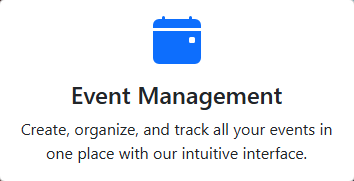 Event Management
Create, organize, and track all your events in
one place with our intuitive interface.